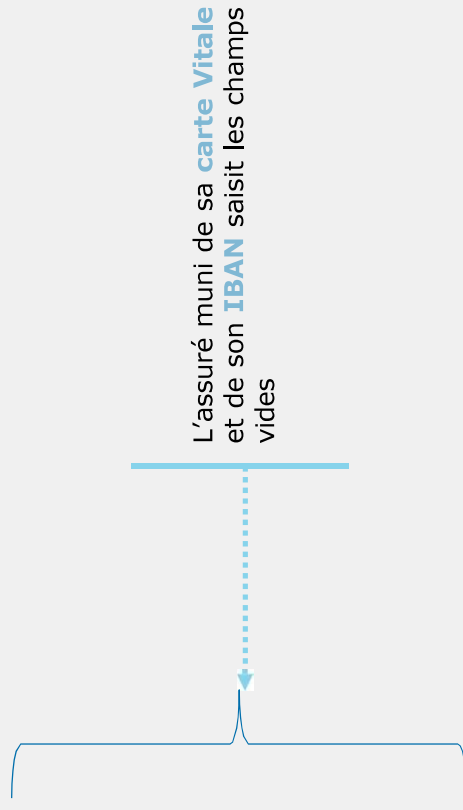 L’assuré muni de sa carte Vitale
et de son IBAN saisit les champs
vides